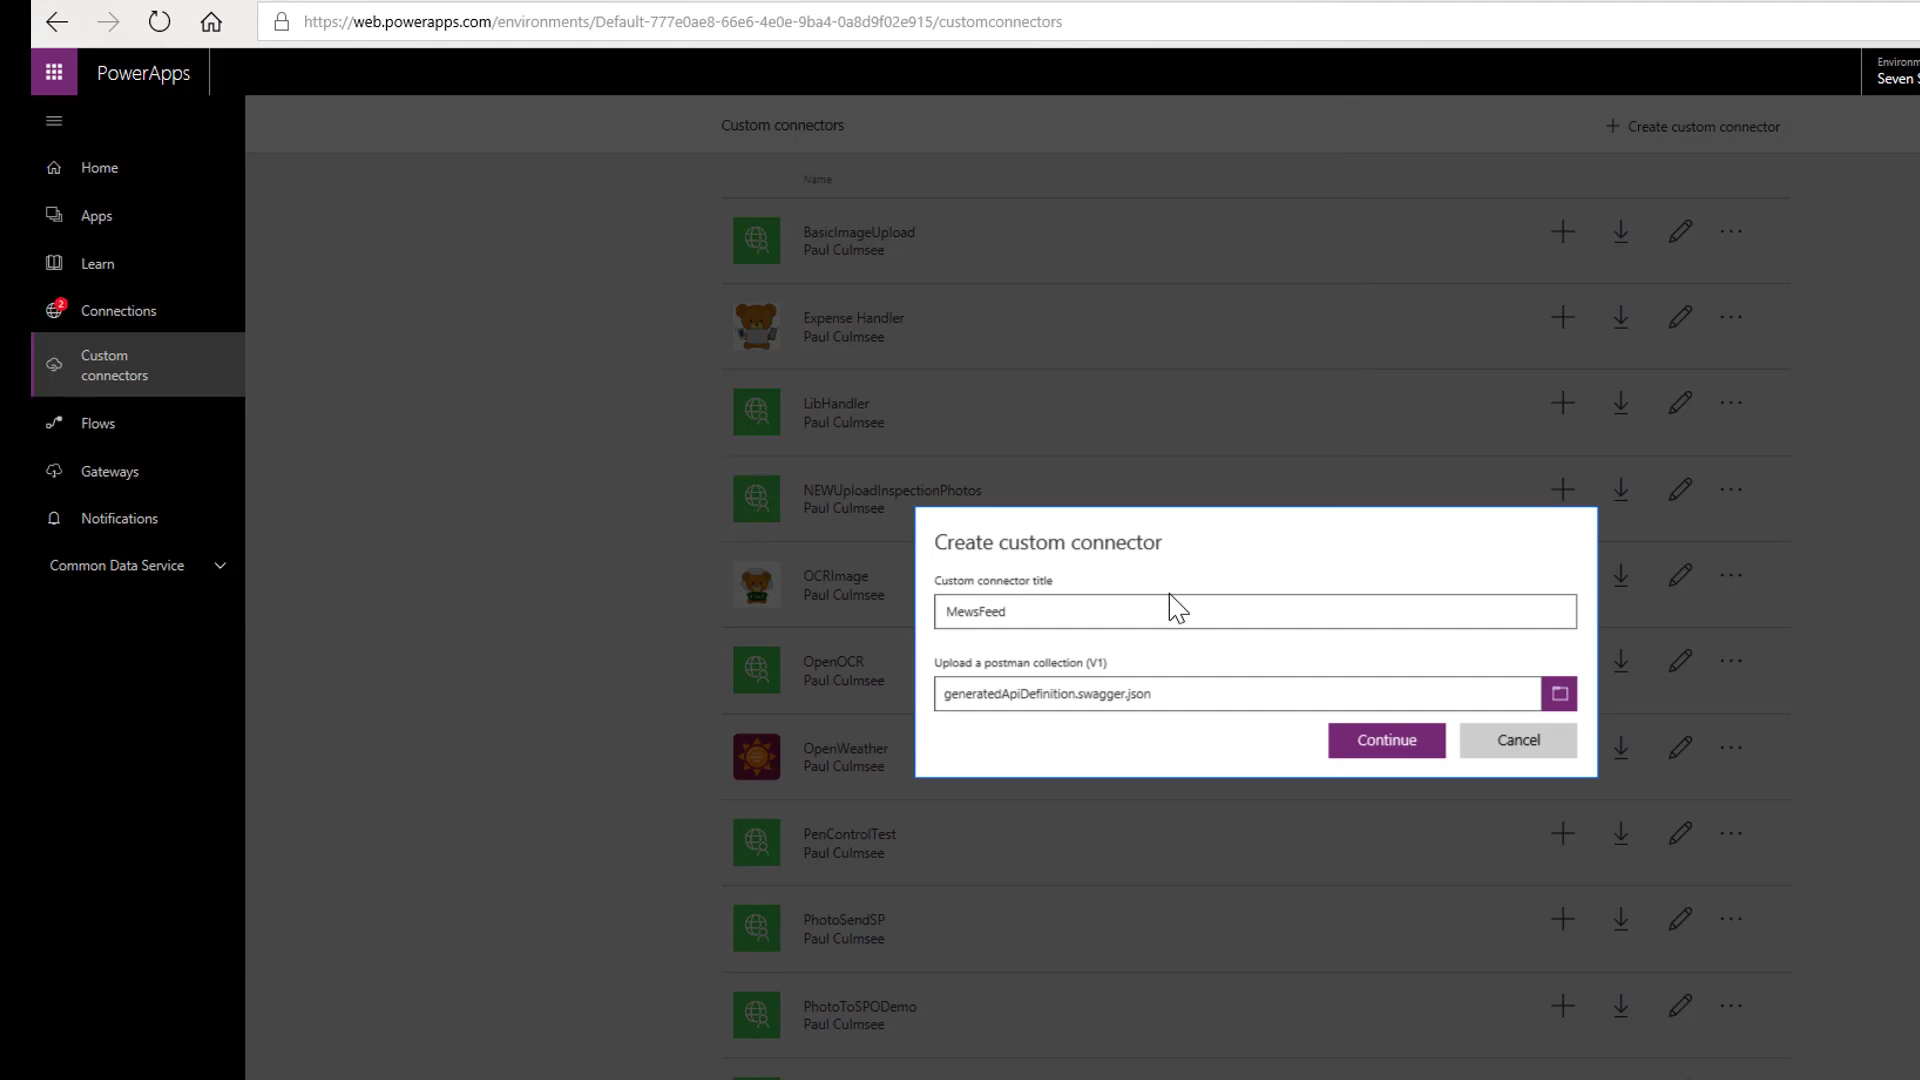 https://web.powerapps.com/environments/Default-777e0ae8-66e6-4e0e-9ba4-0a8d9f02e915/customconnectors
PowerApps
Environm
Seven S
Home
Apps
Learn
2
Connections
Custom
connectors
Flows
Gateways
Notifications
Common Data Service
Custom connectors
Create custom connector
Name
BasicImageUpload
Paul Culmsee
Expense Handler
Paul Culmsee
LibHandler
Paul Culmsee
NEWUploadInspectionPhotos
Paul Culmsee
OCRImage
Paul Culmsee
OpenOCR
Paul Culmsee
OpenWeather
Paul Culmsee
PenControlTest
Paul Culmsee
PhotoSendSP
Paul Culmsee
PhotoToSPODemo
Paul Culmsee
Create custom connector
Custom connector title
MewsFeed
Upload a postman collection (V1)
generatedApiDefinition.swagger.json
Continue
Cancel